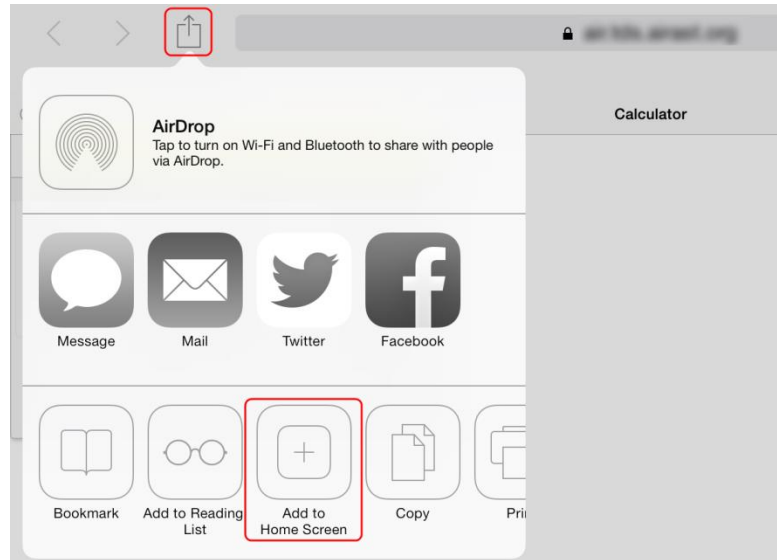 AirDrop
Tap to turn on Wi-Fi and Bluetooth to share with people
via AirDrop.
Calculator
Message
Mail
Twitter
Facebook
Bookmark
Add to Reading
List
Add to
Home Screen
Copy